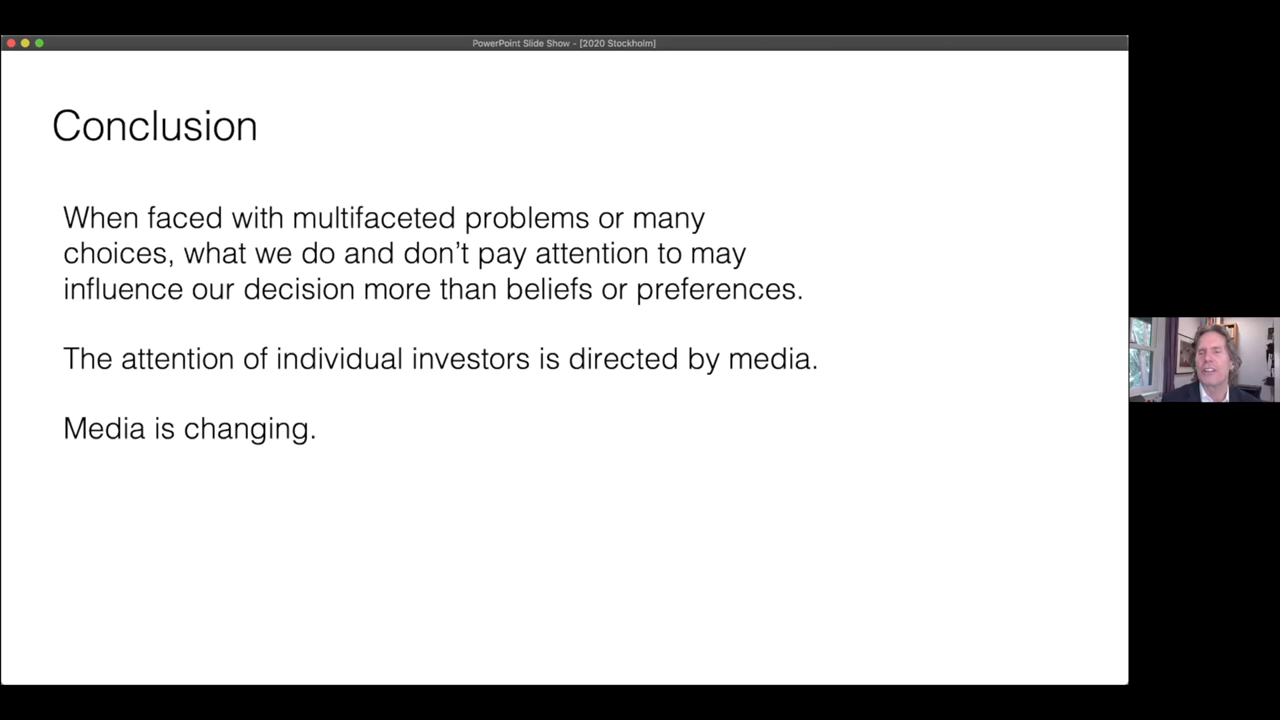 PowerPoint Slide Show - [2020 Stockholm]
Conclusion
When faced with multifaceted problems or many
choices, what we do and don’t pay attention to may
influence our decision more than beliefs or preferences.
The attention of individual investors is directed by media.
Media is changing.